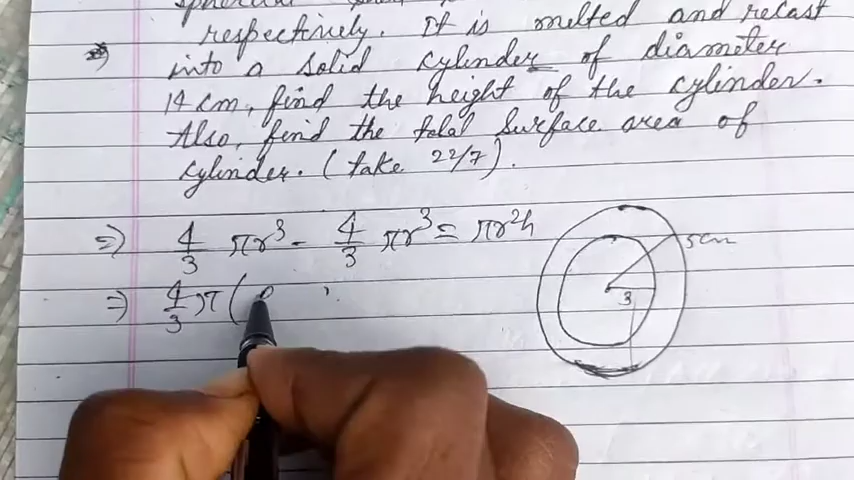 spherical
respectively. It is melted and recast
into a solid cylinder of diameter
14 cm, find the height of the cylinder.
Also, find the total surface area of
cylinder. (take 22/7).
⇒) 4/3 πr³ - 4/3 πr³ = πr²h
⇒) 4/3 π(
5cm
3